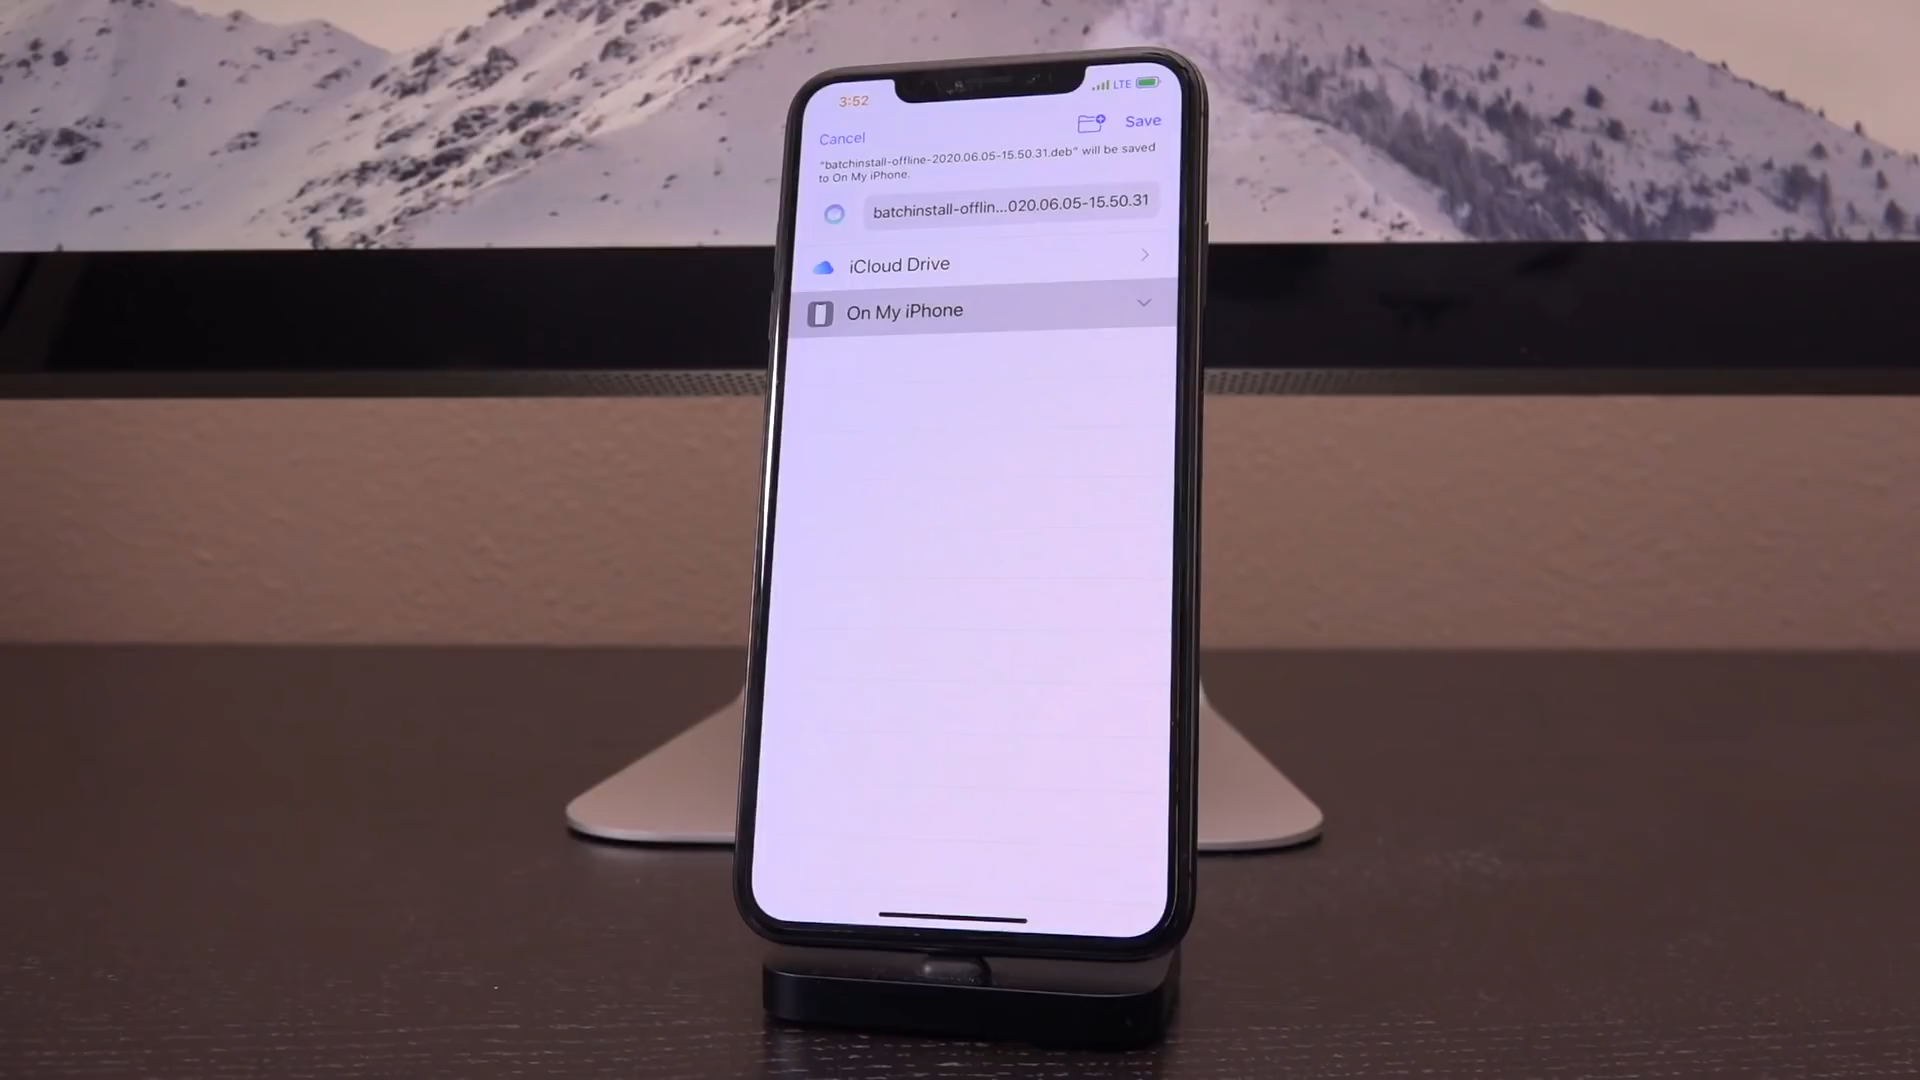 3:52
LTE
Cancel
Save
"batchinstall-offline-2020.06.05-15.50.31.deb" will be saved
to On My iPhone.
batchinstall-offlin...020.06.05-15.50.31
iCloud Drive
On My iPhone